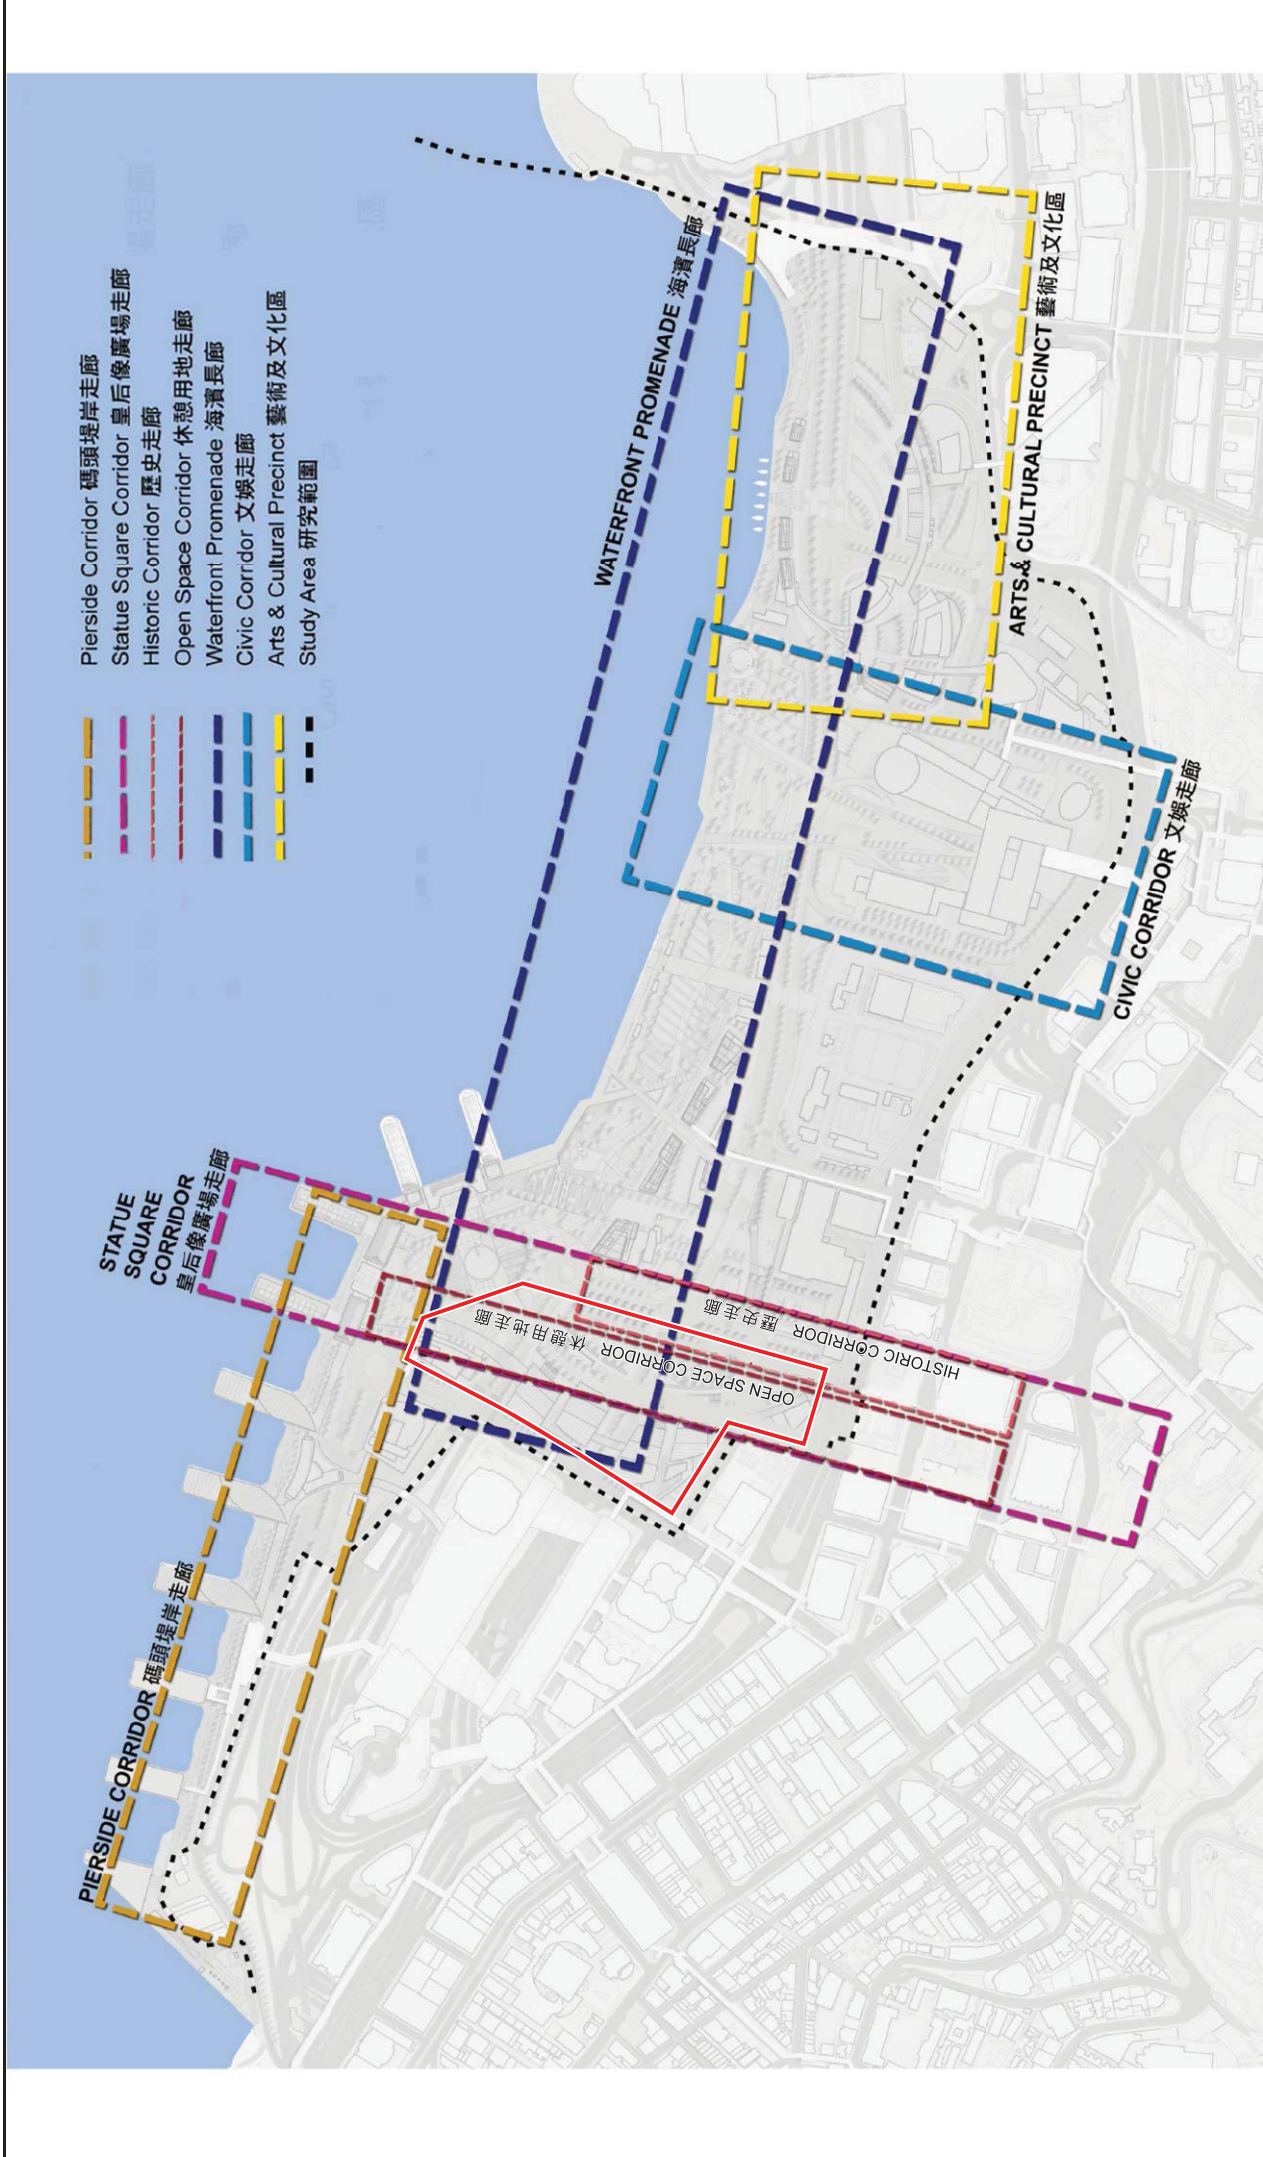 Pierside Corridor 碼頭堤岸走廊
Statue Square Corridor 皇后像廣場走廊
Historic Corridor 歷史走廊
Open Space Corridor 休憩用地走廊
Waterfront Promenade 海濱長廊
Civic Corridor 文娛走廊
Arts & Cultural Precinct 藝術及文化區
Study Area 研究範圍
PIERSIDE CORRIDOR 碼頭堤岸走廊
STATUE
SQUARE
CORRIDOR
皇后像廣場走廊
OPEN SPACE CORRIDOR 休憩用地走廊
HISTORIC CORRIDOR 歷史走廊
WATERFRONT PROMENADE 海濱長廊
CIVIC CORRIDOR 文娛走廊
ARTS & CULTURAL PRECINCT 藝術及文化區